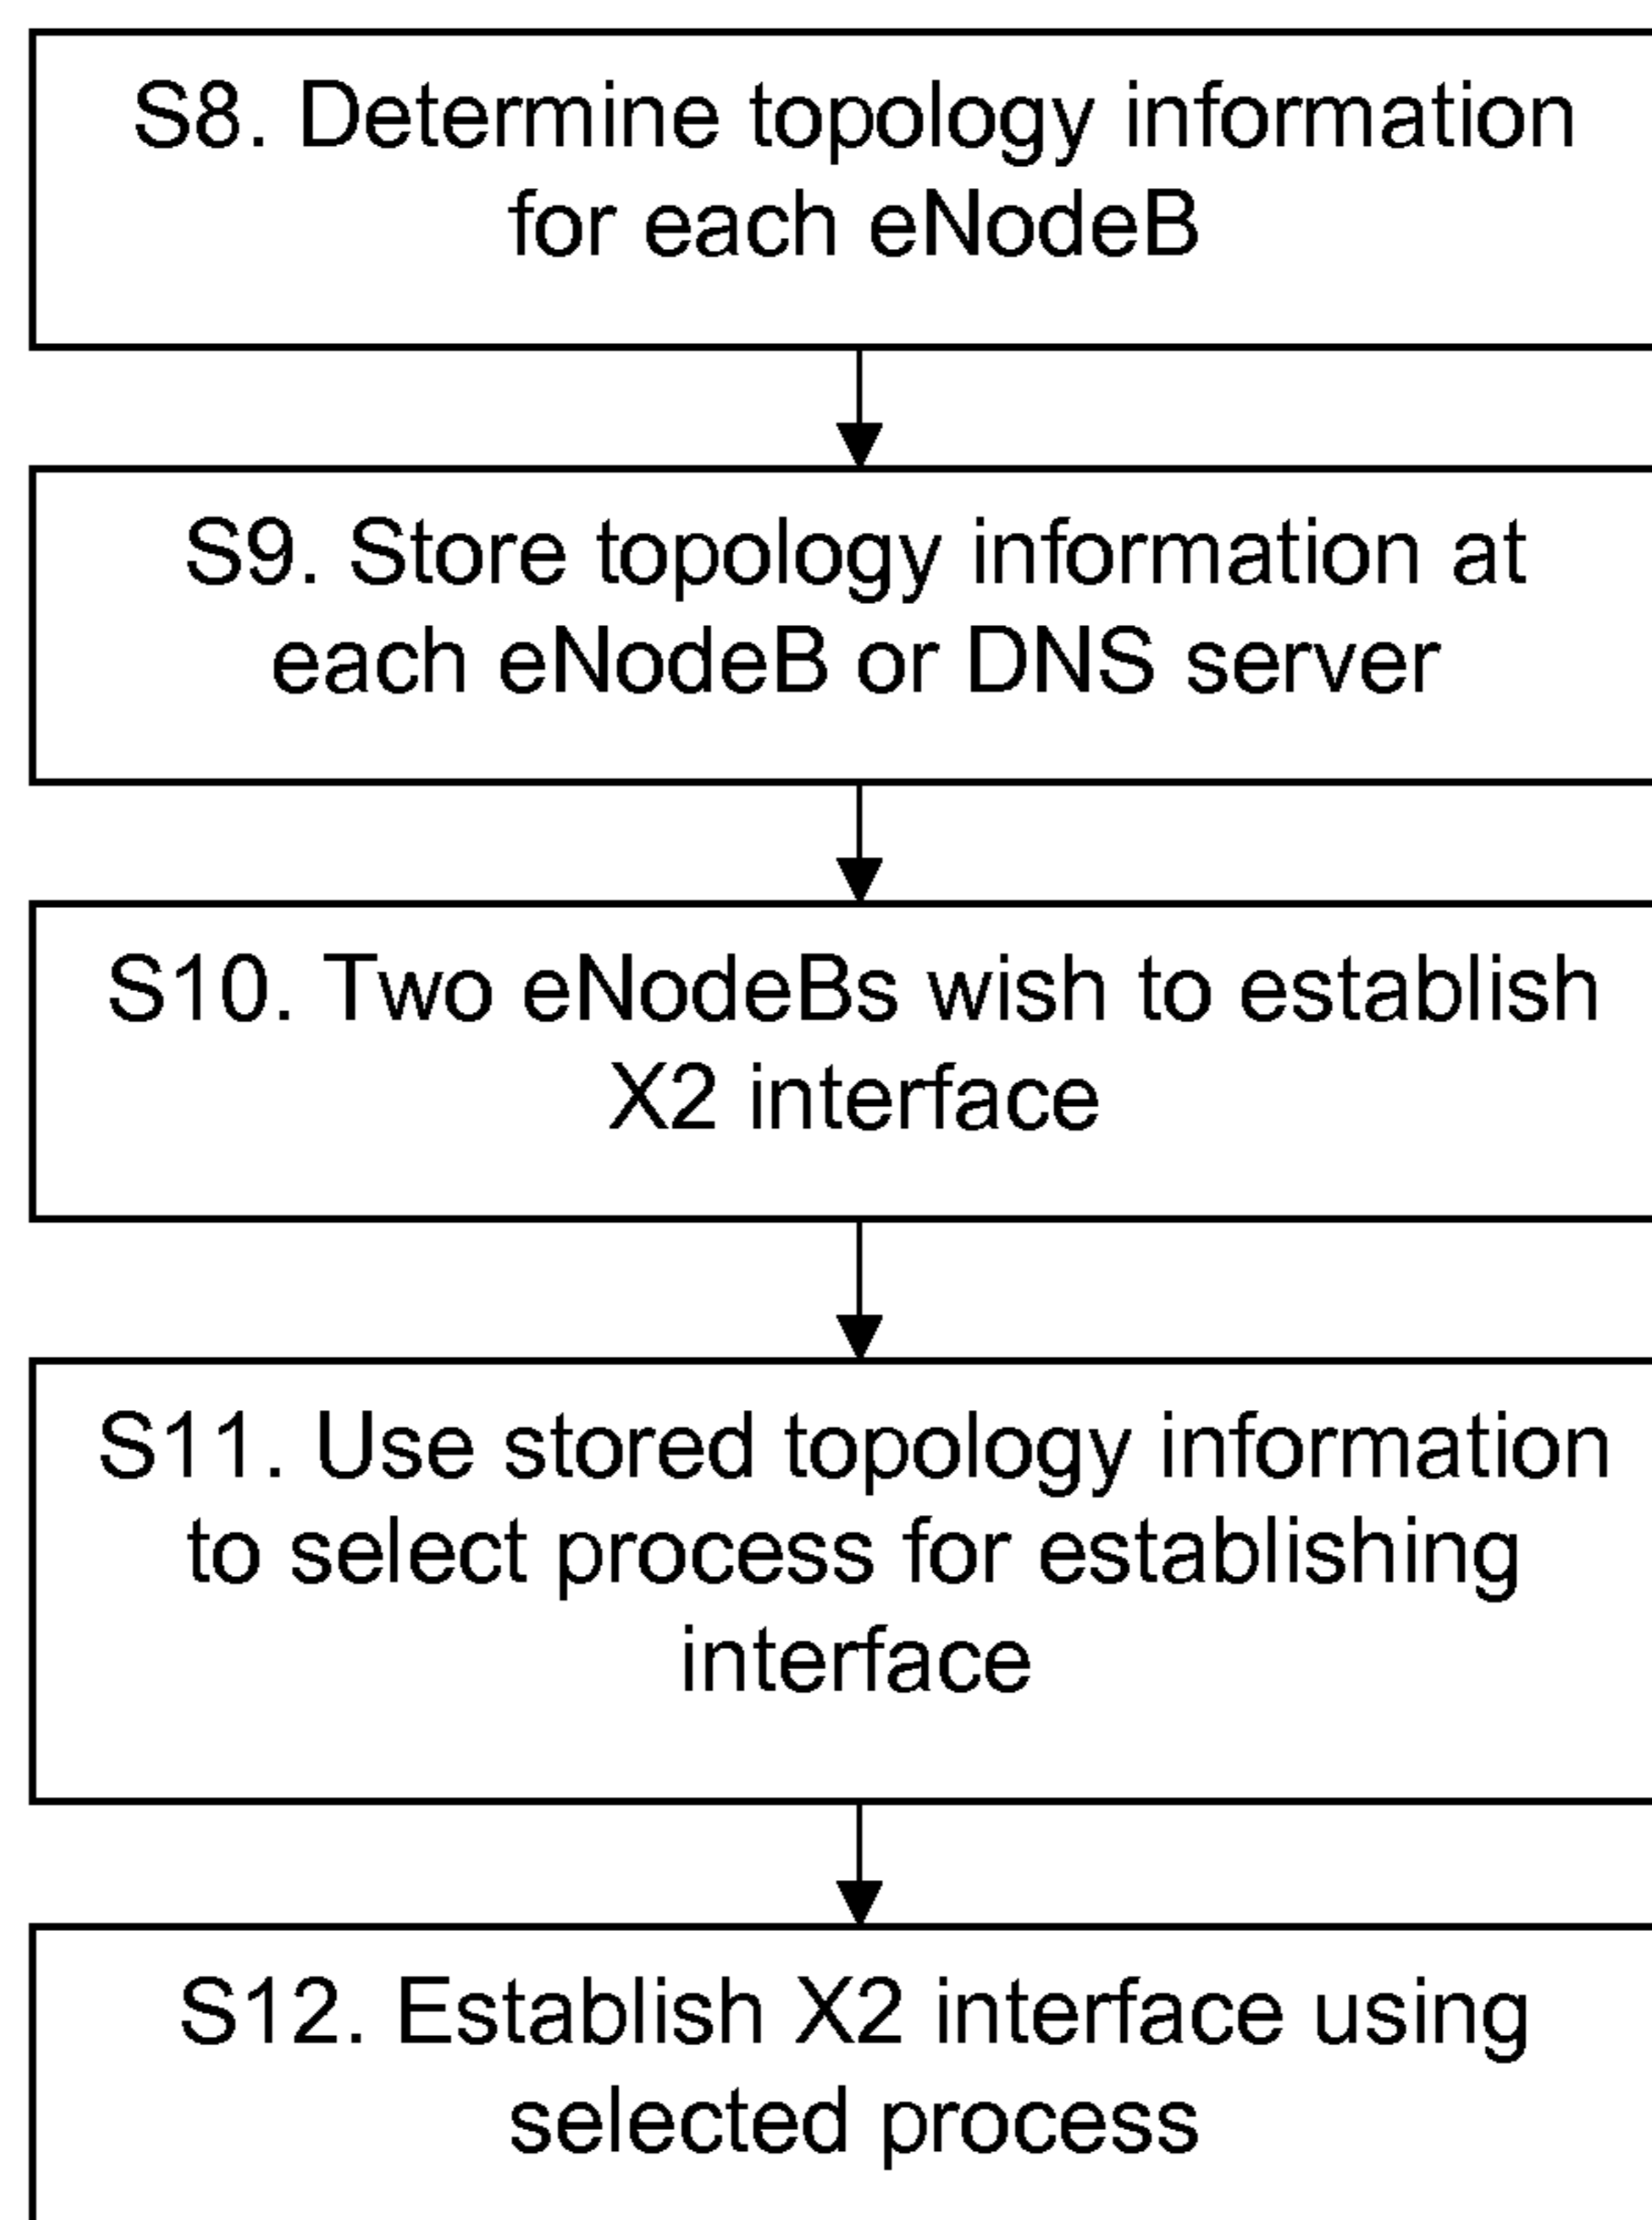 S8. Determine topology information
for each eNodeB
S9. Store topology information at
each eNodeB or DNS server
S10. Two eNodeBs wish to establish
X2 interface
S11. Use stored topology information
to select process for establishing
interface
S12. Establish X2 interface using
selected process